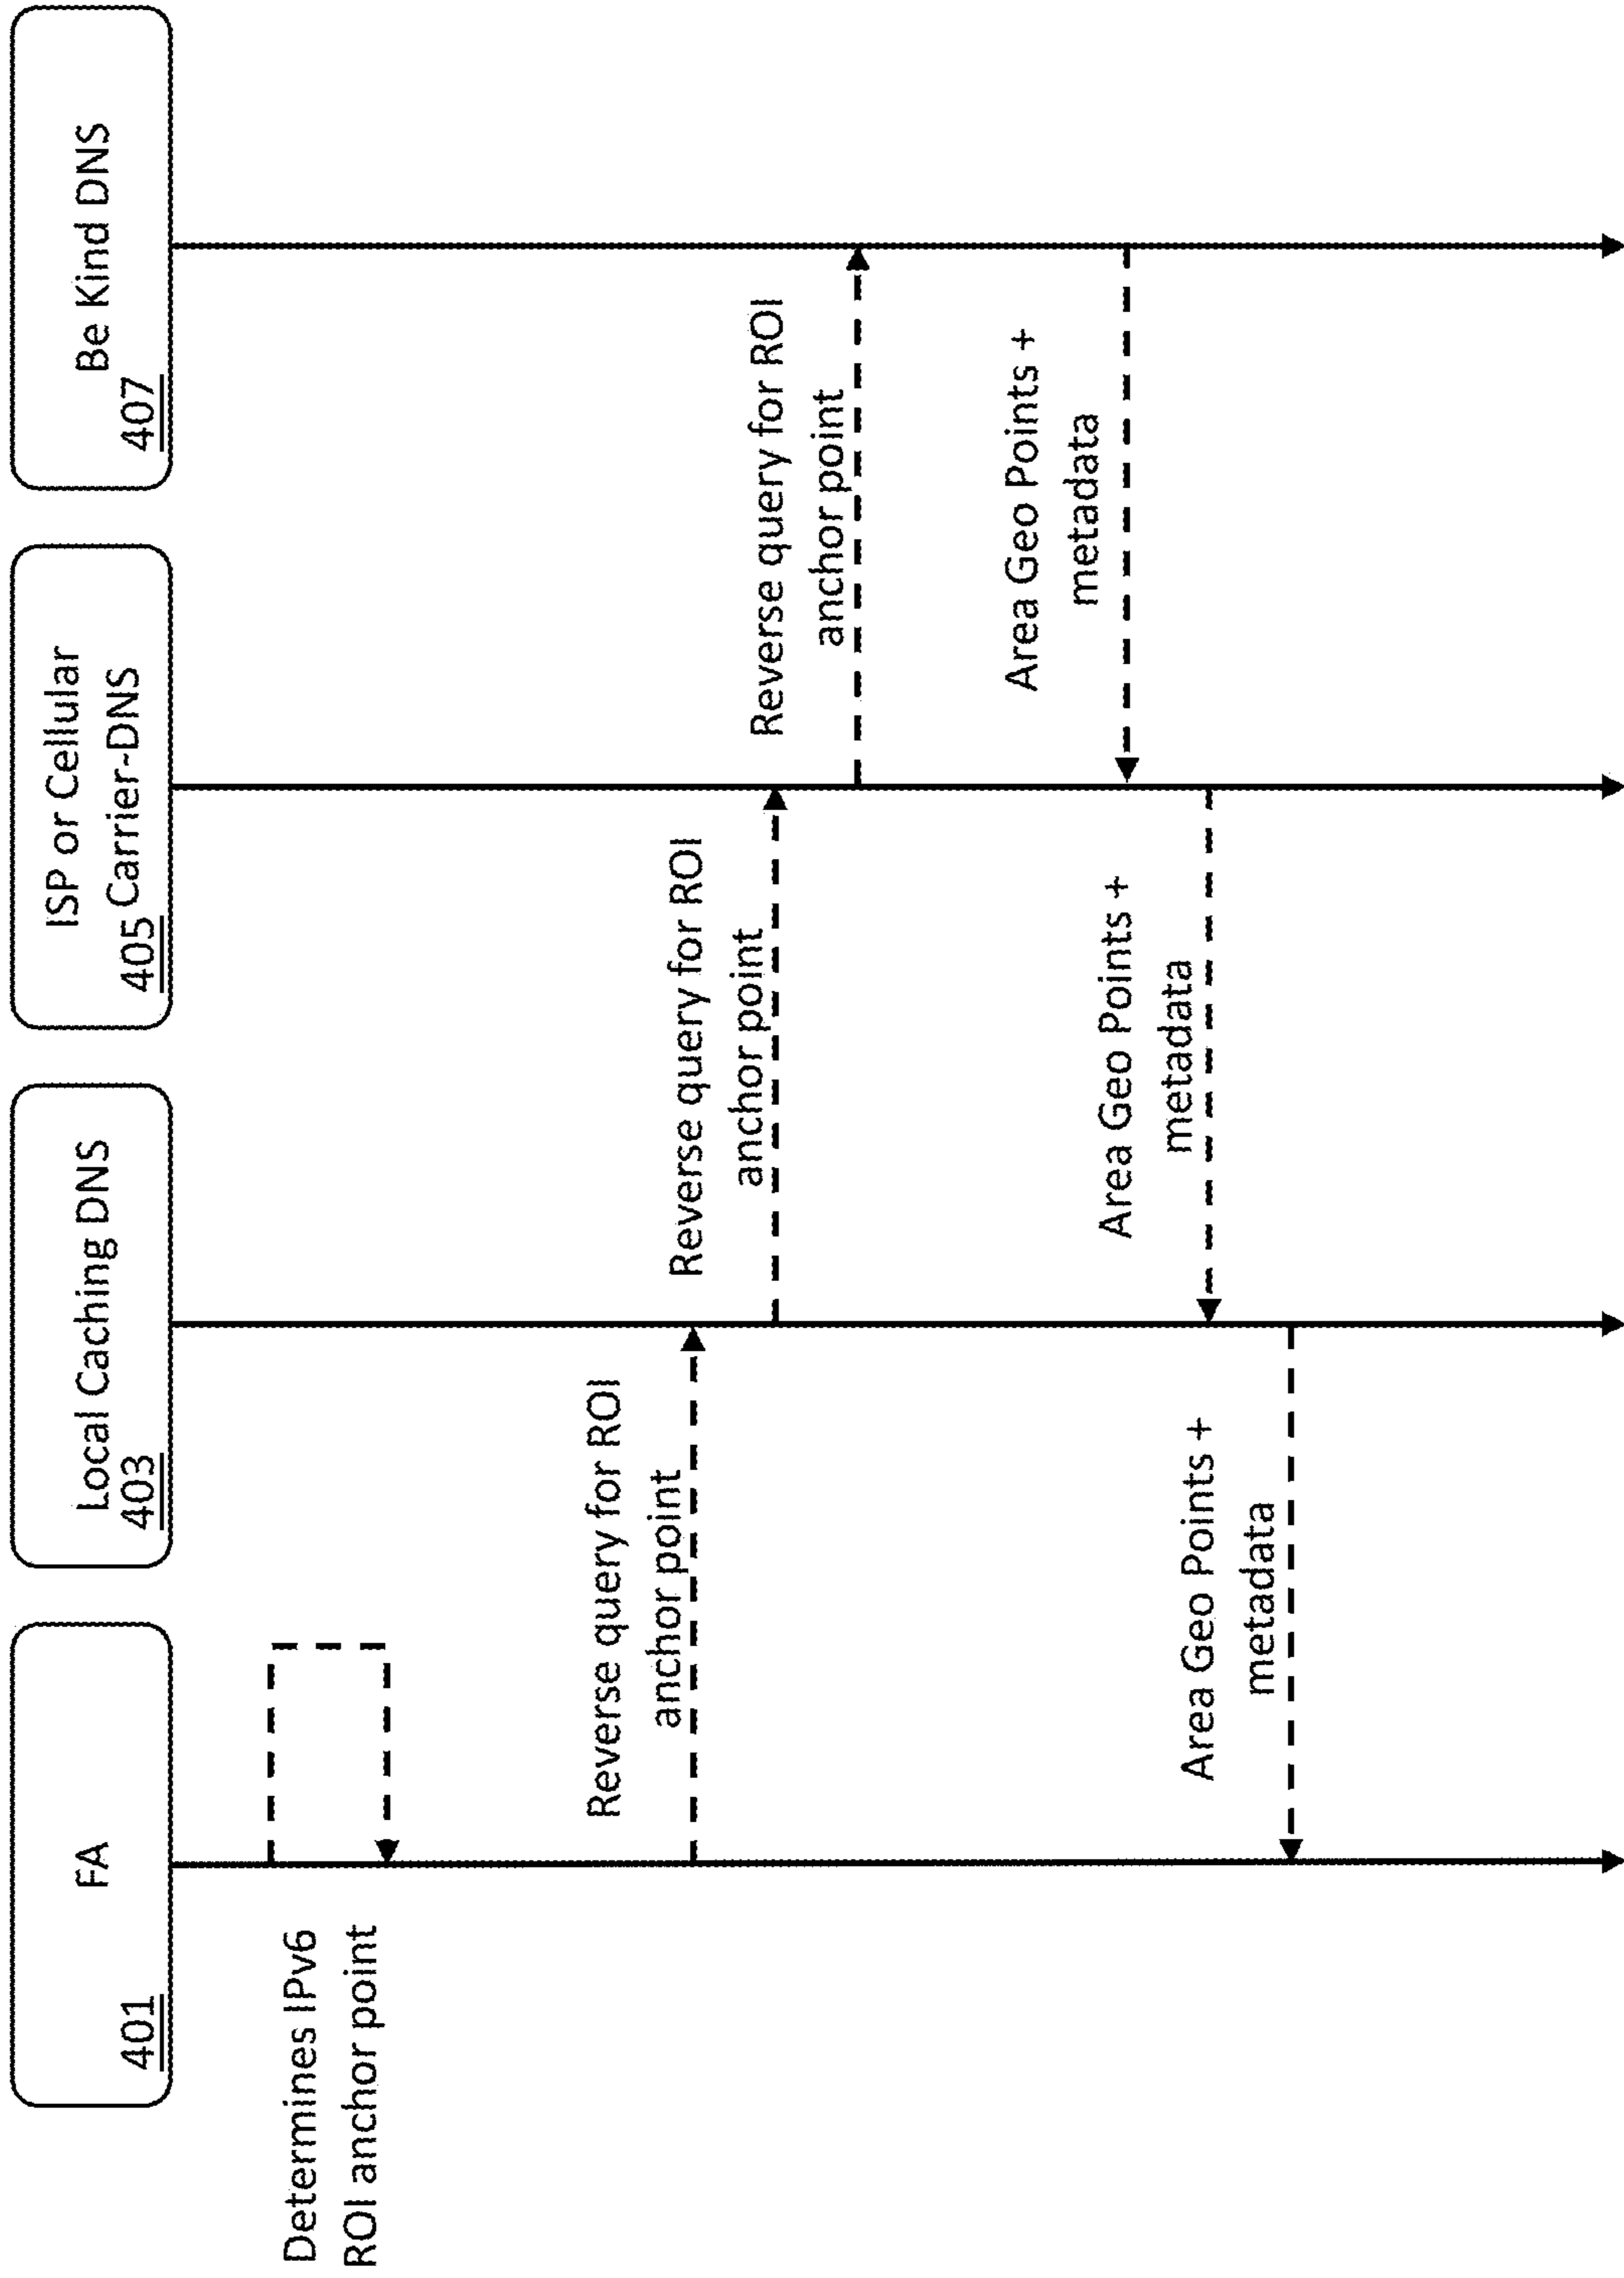 FA
401
Local Caching DNS
403
ISP or Cellular
Carrier-DNS
405
Be Kind DNS
407
Determines IPv6
ROI anchor point
Reverse query for ROI
anchor point
Reverse query for ROI
anchor point
Reverse query for ROI
anchor point
Area Geo Points +
metadata
Area Geo Points +
metadata
Area Geo Points +
metadata